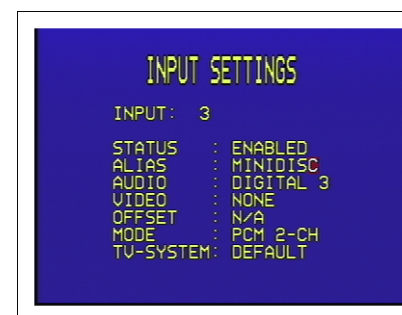 INPUT SETTINGS
INPUT: 3
STATUS : ENABLED
ALIAS : MINIDISC
AUDIO : DIGITAL 3
VIDEO : NONE
OFFSET : N/A
MODE : PCM 2-CH
TV-SYSTEM: DEFAULT